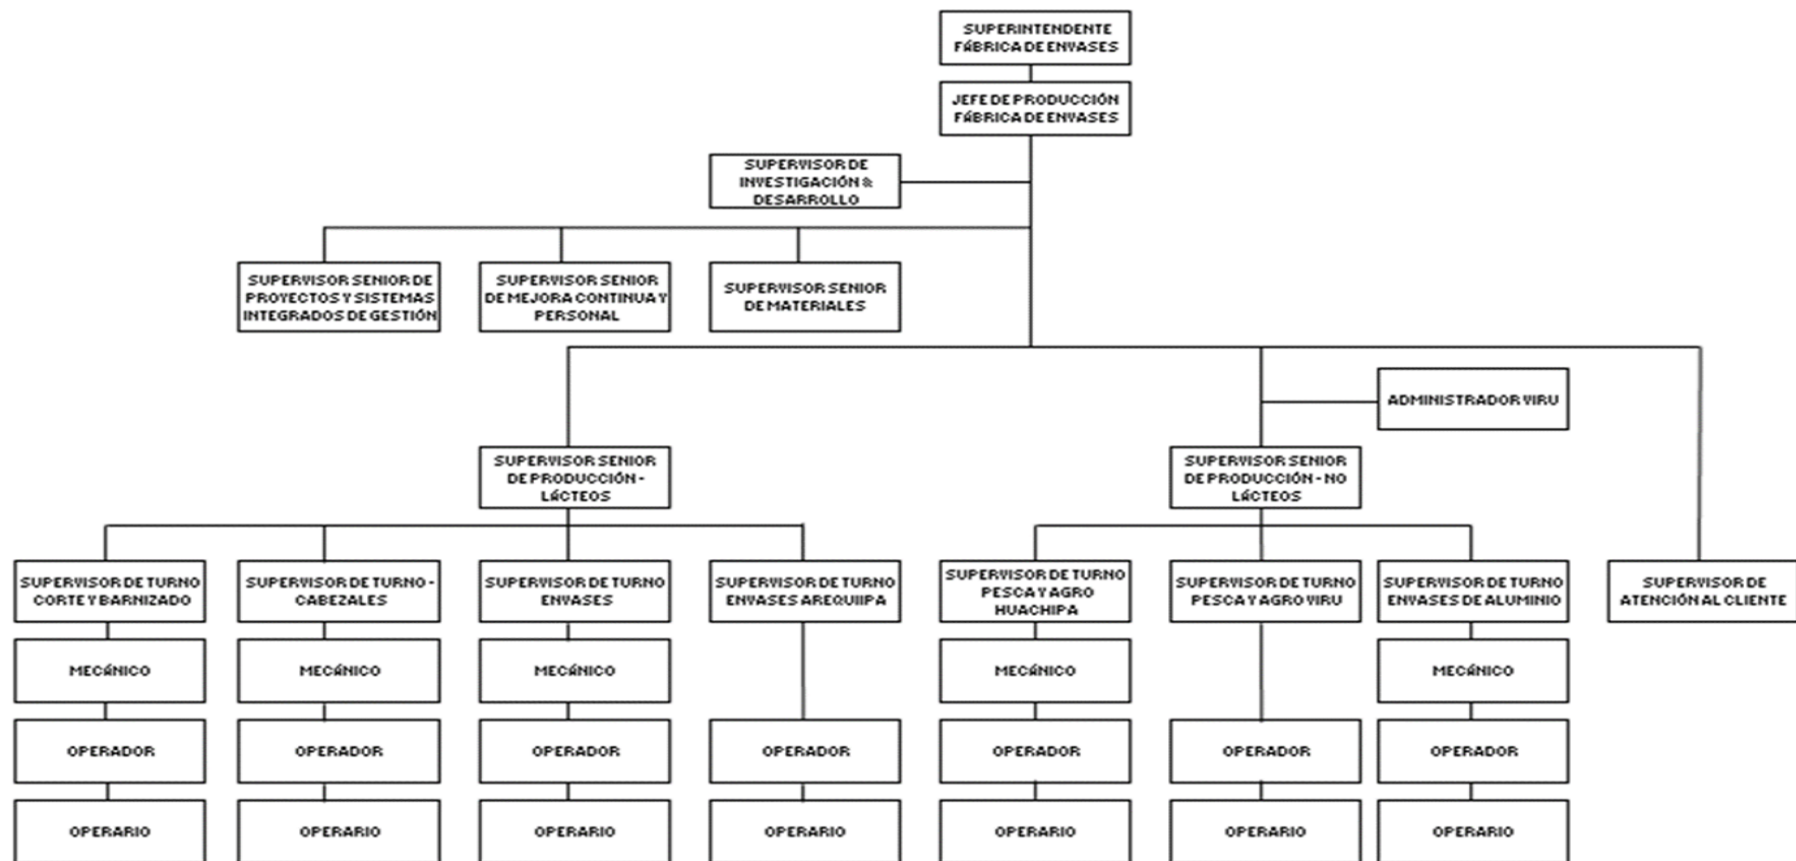 SUPERINTENDENTE
FÁBRICA DE ENVASES
JEFE DE PRODUCCIÓN
FÁBRICA DE ENVASES
SUPERVISOR DE
INVESTIGACIÓN &
DESARROLLO
SUPERVISOR SENIOR DE
PROYECTOS Y SISTEMAS
INTEGRADOS DE GESTIÓN
SUPERVISOR SENIOR
DE MEJORA CONTINUA Y
PERSONAL
SUPERVISOR SENIOR
DE MATERIALES
ADMINISTRADOR VIRU
SUPERVISOR SENIOR
DE PRODUCCIÓN -
LÁCTEOS
SUPERVISOR SENIOR
DE PRODUCCIÓN - NO
LÁCTEOS
SUPERVISOR DE TURNO
CORTE Y BARNIZADO
SUPERVISOR DE TURNO -
CABEZALES
SUPERVISOR DE TURNO
ENVASES
SUPERVISOR DE TURNO
ENVASES AREQUIIPA
SUPERVISOR DE TURNO
PESCA Y AGRO
HUACHIPA
SUPERVISOR DE TURNO
PESCA Y AGRO VIRU
SUPERVISOR DE TURNO
ENVASES DE ALUMINIO
SUPERVISOR DE
ATENCIÓN AL CLIENTE
MECÁNICO
MECÁNICO
MECÁNICO
MECÁNICO
MECÁNICO
OPERADOR
OPERADOR
OPERADOR
OPERADOR
OPERADOR
OPERADOR
OPERADOR
OPERARIO
OPERARIO
OPERARIO
OPERARIO
OPERARIO
OPERARIO
OPERARIO